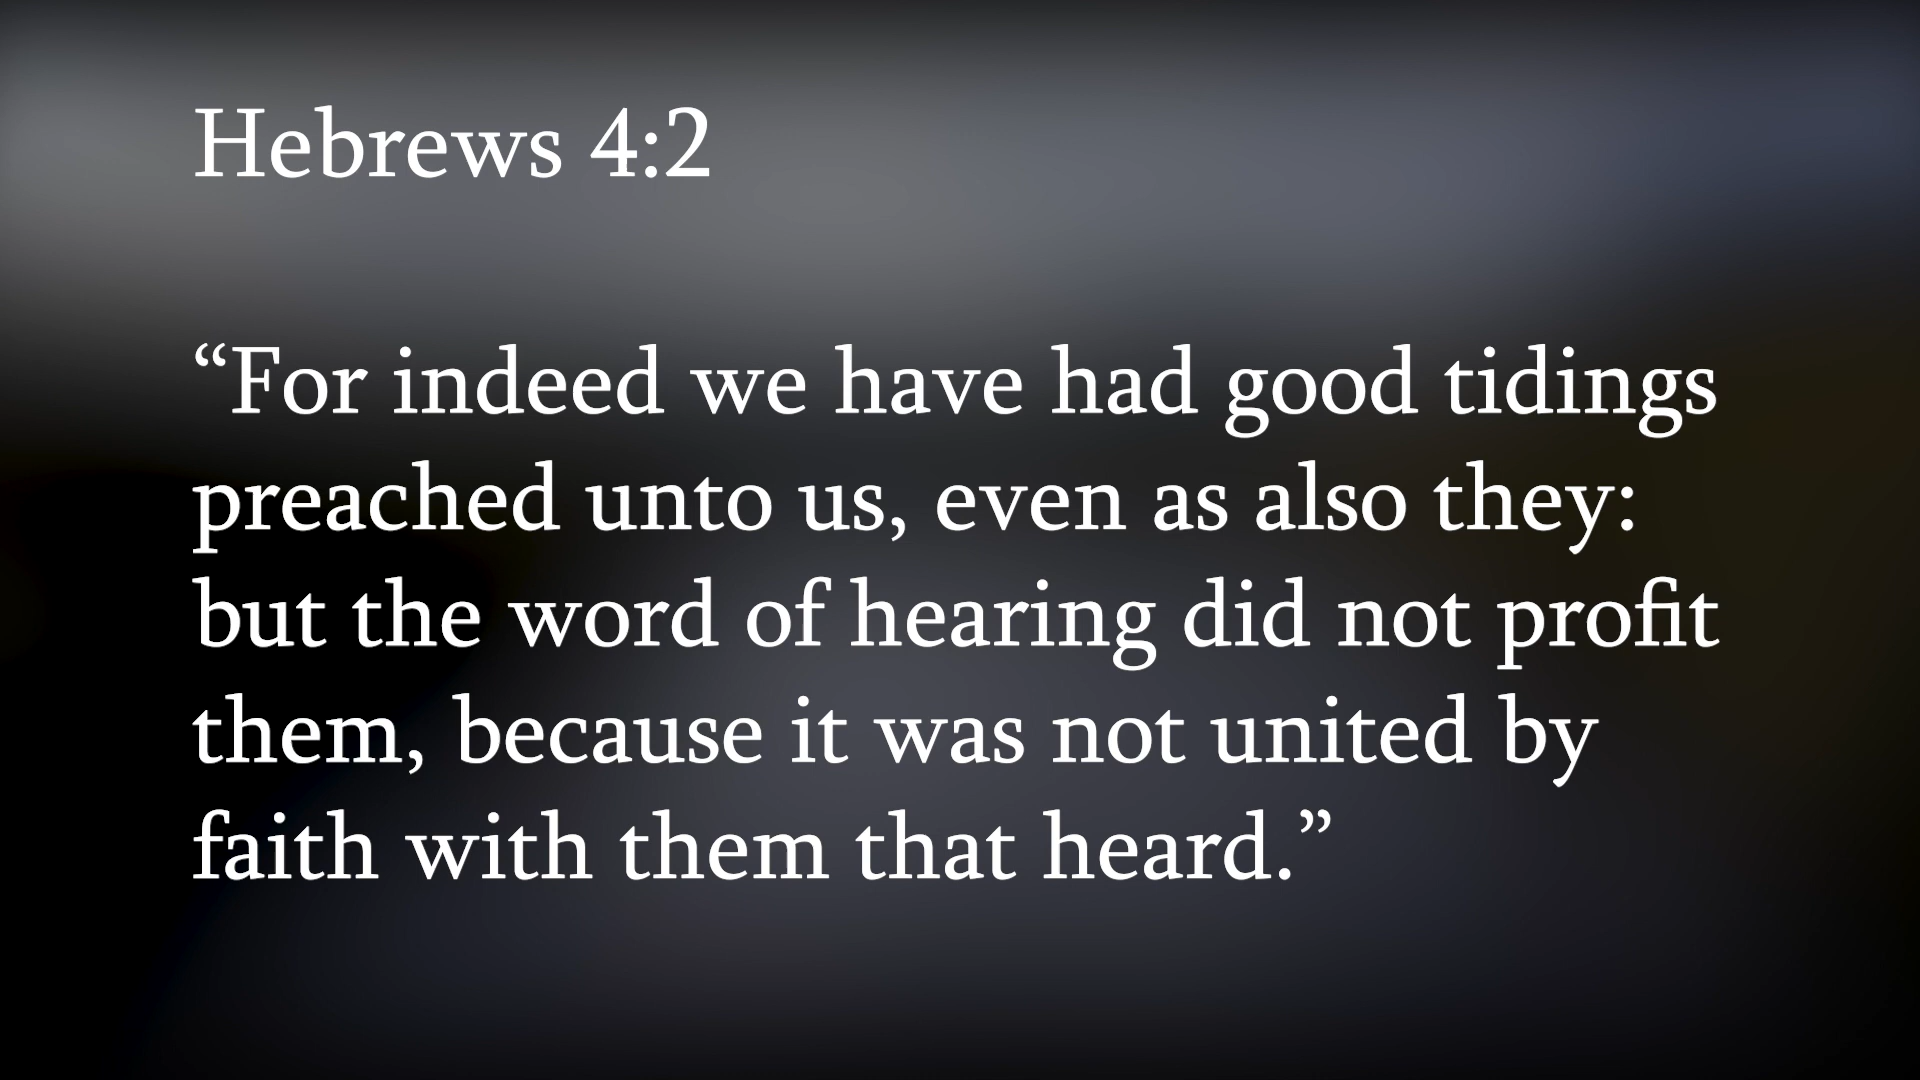 Hebrews 4:2
“For indeed we have had good tidings
preached unto us, even as also they:
but the word of hearing did not profit
them, because it was not united by
faith with them that heard.”